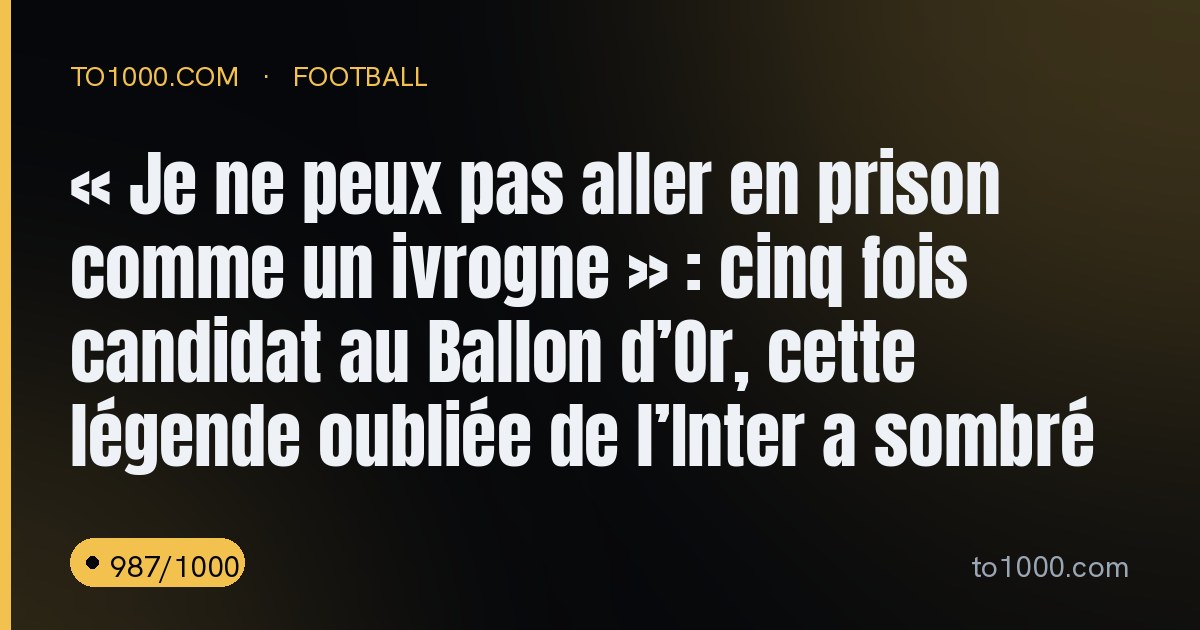 TO1000.COM · FOOTBALL
« Je ne peux pas aller en prison
comme un ivrogne » : cinq fois
candidat au Ballon d’Or, cette
légende oubliée de l’Inter a sombré
987/1000
to1000.com